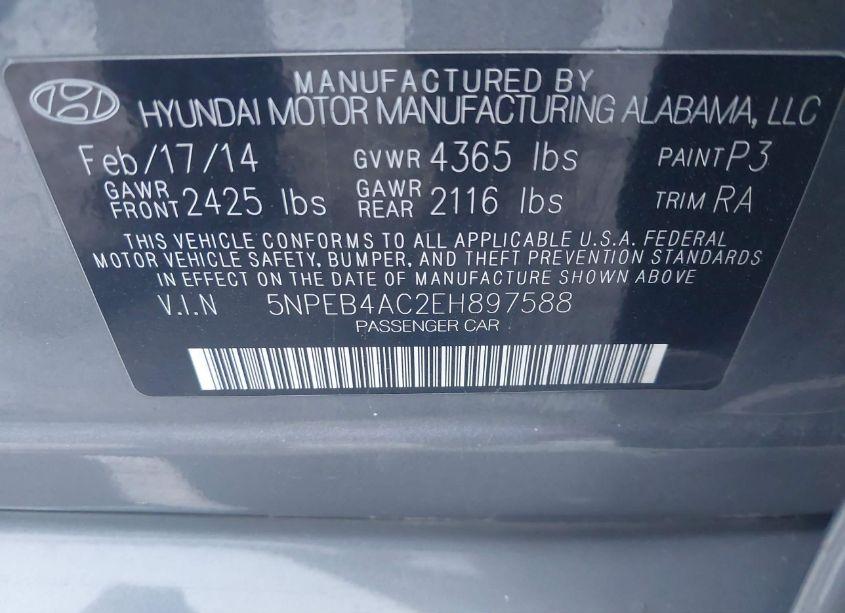 MANUFACTURED BY
HYUNDAI MOTOR MANUFACTURING ALABAMA, LLC
Feb/17/14 GVWR 4365 lbs PAINT P3
GAWR FRONT 2425 lbs GAWR REAR 2116 lbs TRIM RA
THIS VEHICLE CONFORMS TO ALL APPLICABLE U.S.A. FEDERAL
MOTOR VEHICLE SAFETY, BUMPER, AND THEFT PREVENTION STANDARDS
IN EFFECT ON THE DATE OF MANUFACTURE SHOWN ABOVE
V.I.N 5NPEB4AC2EH897588
PASSENGER CAR